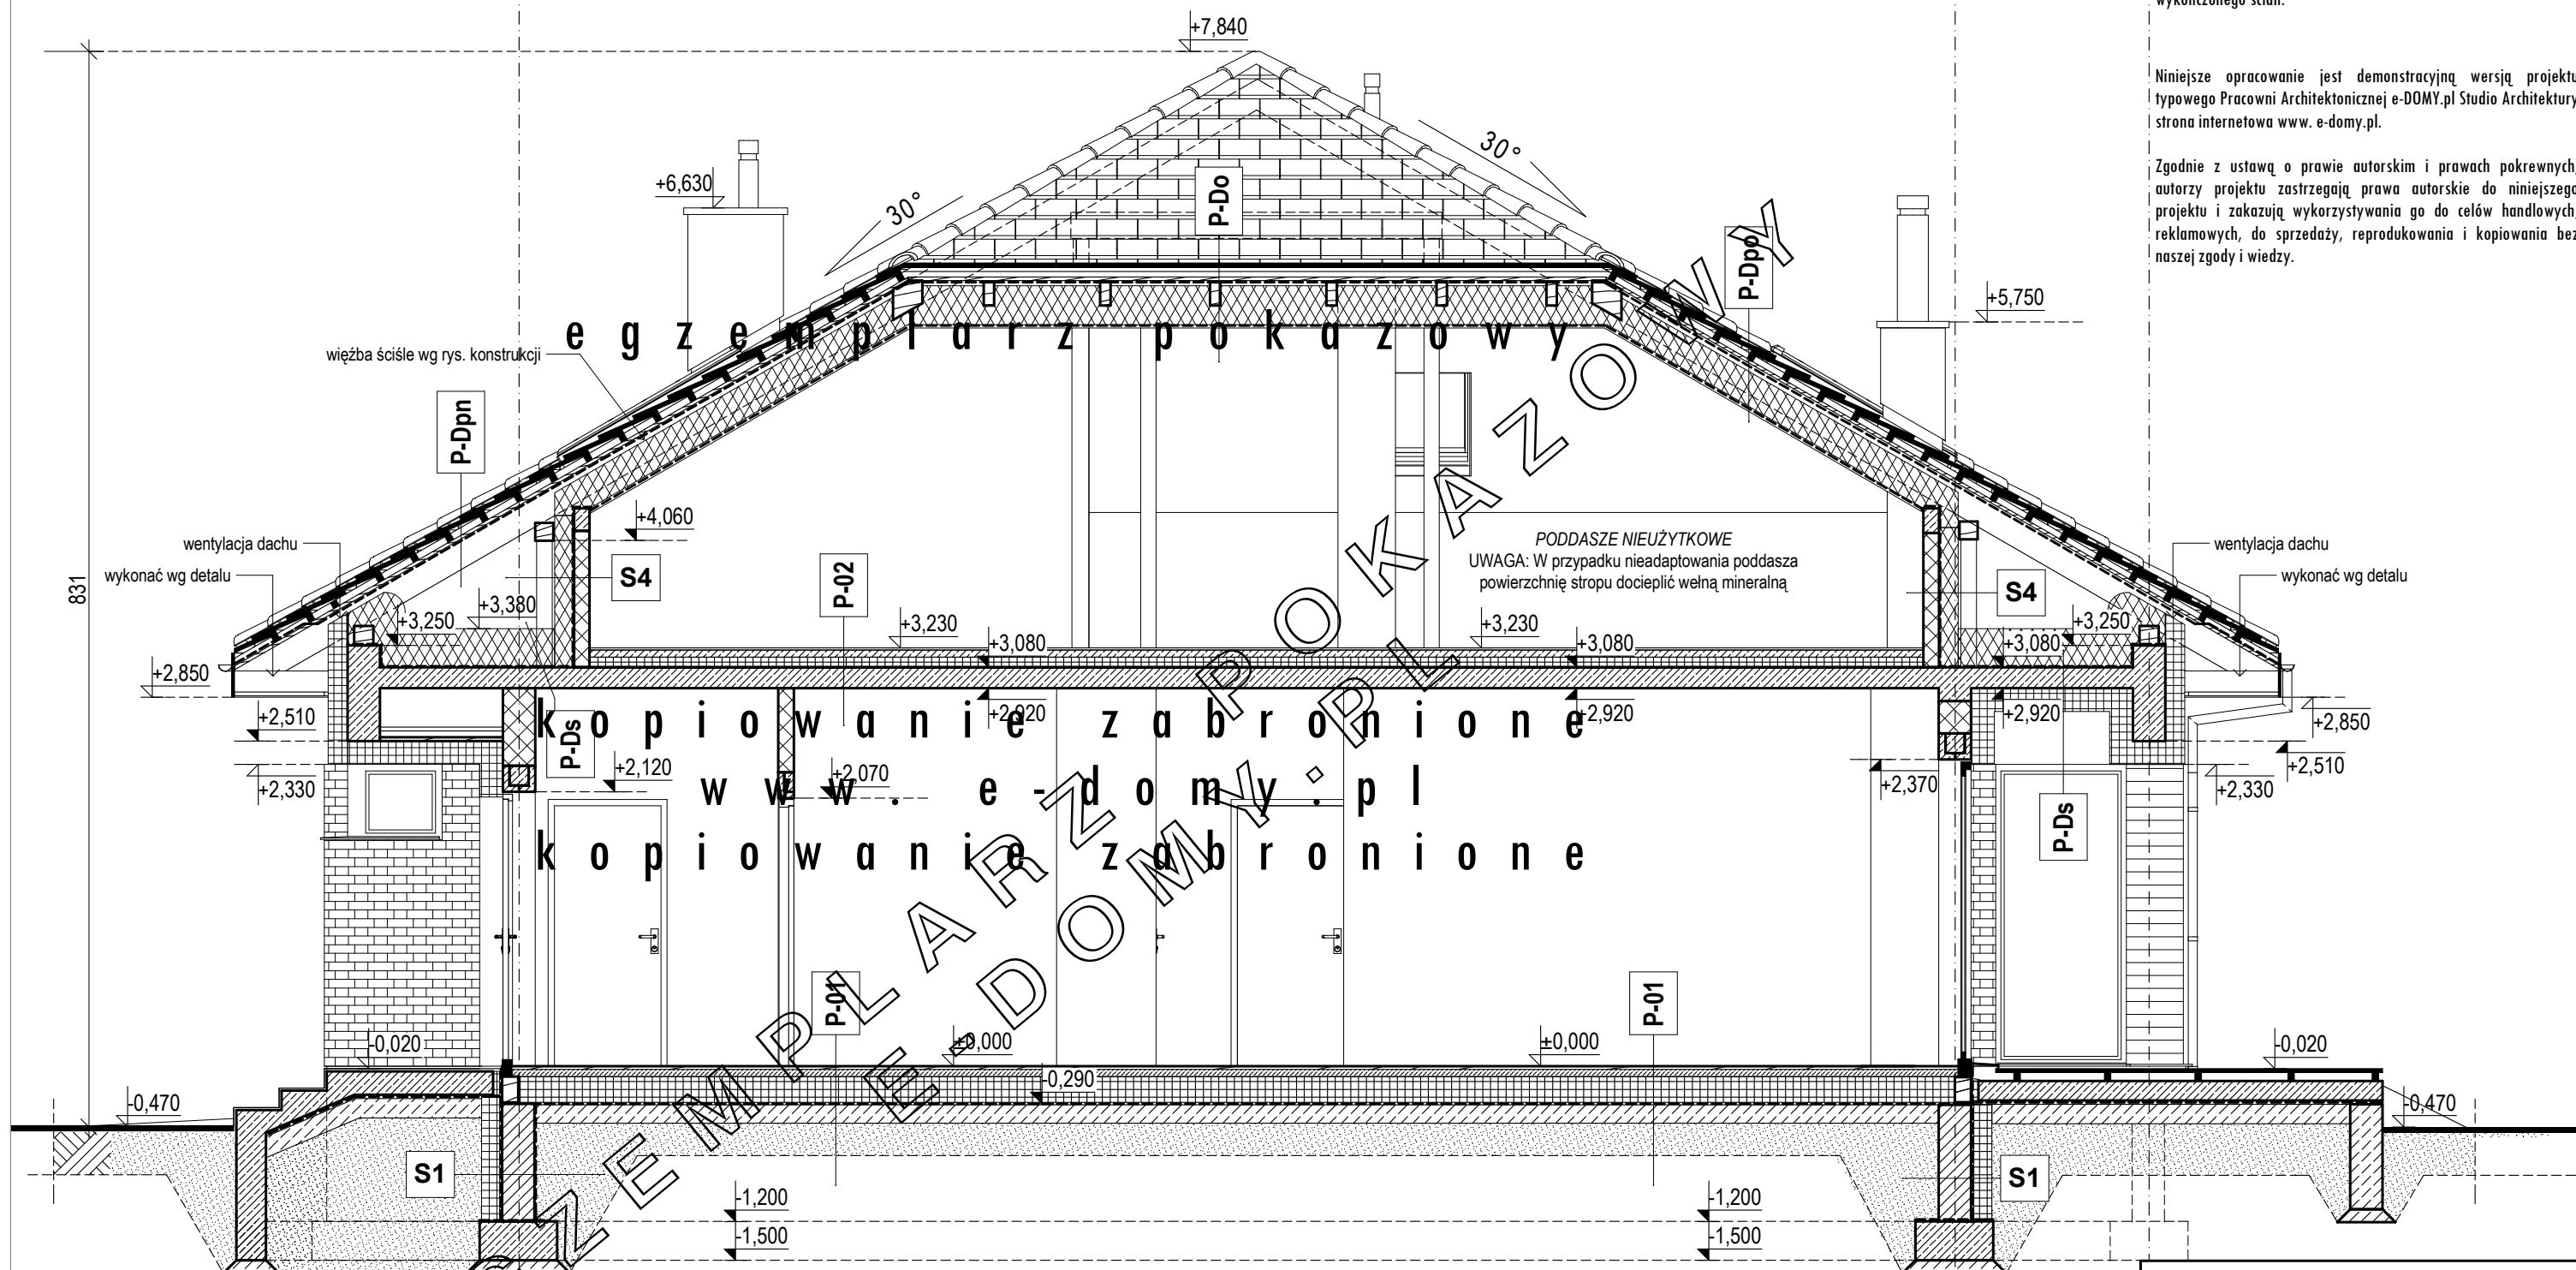 wykończonego ścian.
+7,840
Niniejsze opracowanie jest demonstracyjną wersją projektu
typowego Pracowni Architektonicznej e-DOMY.pl Studio Architektury
strona internetowa www. e-domy.pl.
Zgodnie z ustawą o prawie autorskim i prawach pokrewnych,
autorzy projektu zastrzegają prawa autorskie do niniejszego
projektu i zakazują wykorzystywania go do celów handlowych,
reklamowych, do sprzedaży, reprodukowania i kopiowania bez
naszej zgody i wiedzy.
30°
30°
+6,630
P-Do
P-Dpo
+5,750
egzemplarz pokazowy
więźba ściśle wg rys. konstrukcji
P-Dpn
+4,060
wentylacja dachu
wykonać wg detalu
S4
P-02
PODDASZE NIEUŻYTKOWE
UWAGA: W przypadku nieadaptowania poddasza
powierzchnię stropu docieplić wełną mineralną
S4
wentylacja dachu
wykonać wg detalu
831
+3,380
+3,250
+3,230
+3,080
+3,230
+3,080
+3,080
+3,250
+2,850
+2,510
+2,330
+2,920
+2,920
+2,920
+2,850
+2,510
+2,330
kopiowanie zabronione
P-Ds
+2,120
+2,070
+2,370
P-Ds
www.e-domy.pl
kopiowanie zabronione
EGZEMPLARZ POKAZOWY
E-DOMY.PL
P-01
P-01
-0,020
±0,000
±0,000
-0,020
-0,290
-0,470
-0,470
S1
S1
-1,200
-1,200
-1,500
-1,500